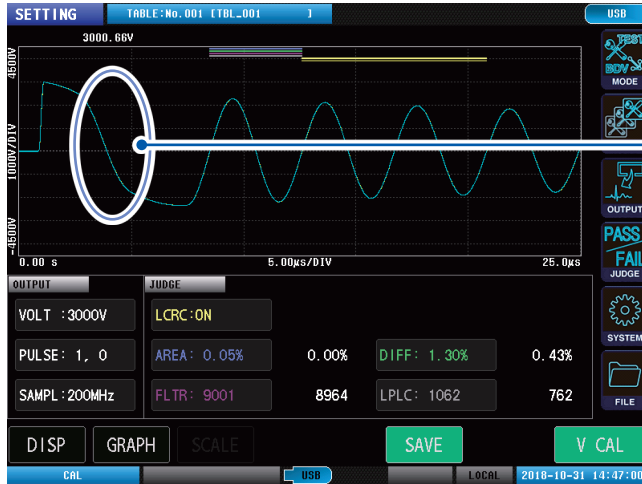 SETTING TABLE:No.001 [TBL_001 ] USB
3000.66V
4500V
1000V/DIV
-4500V
0.00 s 5.00µs/DIV 25.0µs
TEST
BDV
MODE
OUTPUT
PASS
FAIL
JUDGE
SYSTEM
FILE
OUTPUT JUDGE
VOLT :3000V LCRC:ON
PULSE: 1, 0 AREA: 0.05% 0.00% DIFF: 1.30% 0.43%
SAMPL:200MHz FLTR: 9001 8964 LPLC: 1062 762
DISP GRAPH SCALE SAVE V CAL
CAL USB LOCAL 2018-10-31 14:47:00